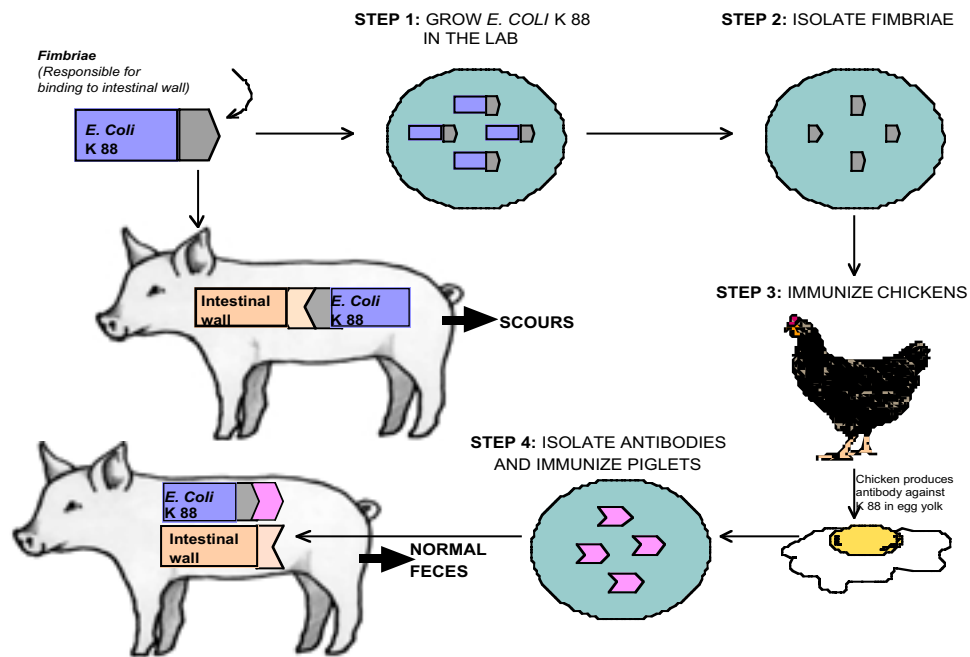 STEP 1: GROW E. COLI K 88
IN THE LAB
STEP 2: ISOLATE FIMBRIAE
Fimbriae
(Responsible for
binding to intestinal wall)
E. Coli
K 88
Intestinal
wall
E. Coli
K 88
SCOURS
STEP 3: IMMUNIZE CHICKENS
Chicken produces
antibody against
K 88 in egg yolk
STEP 4: ISOLATE ANTIBODIES
AND IMMUNIZE PIGLETS
E. Coli
K 88
Intestinal
wall
NORMAL
FECES